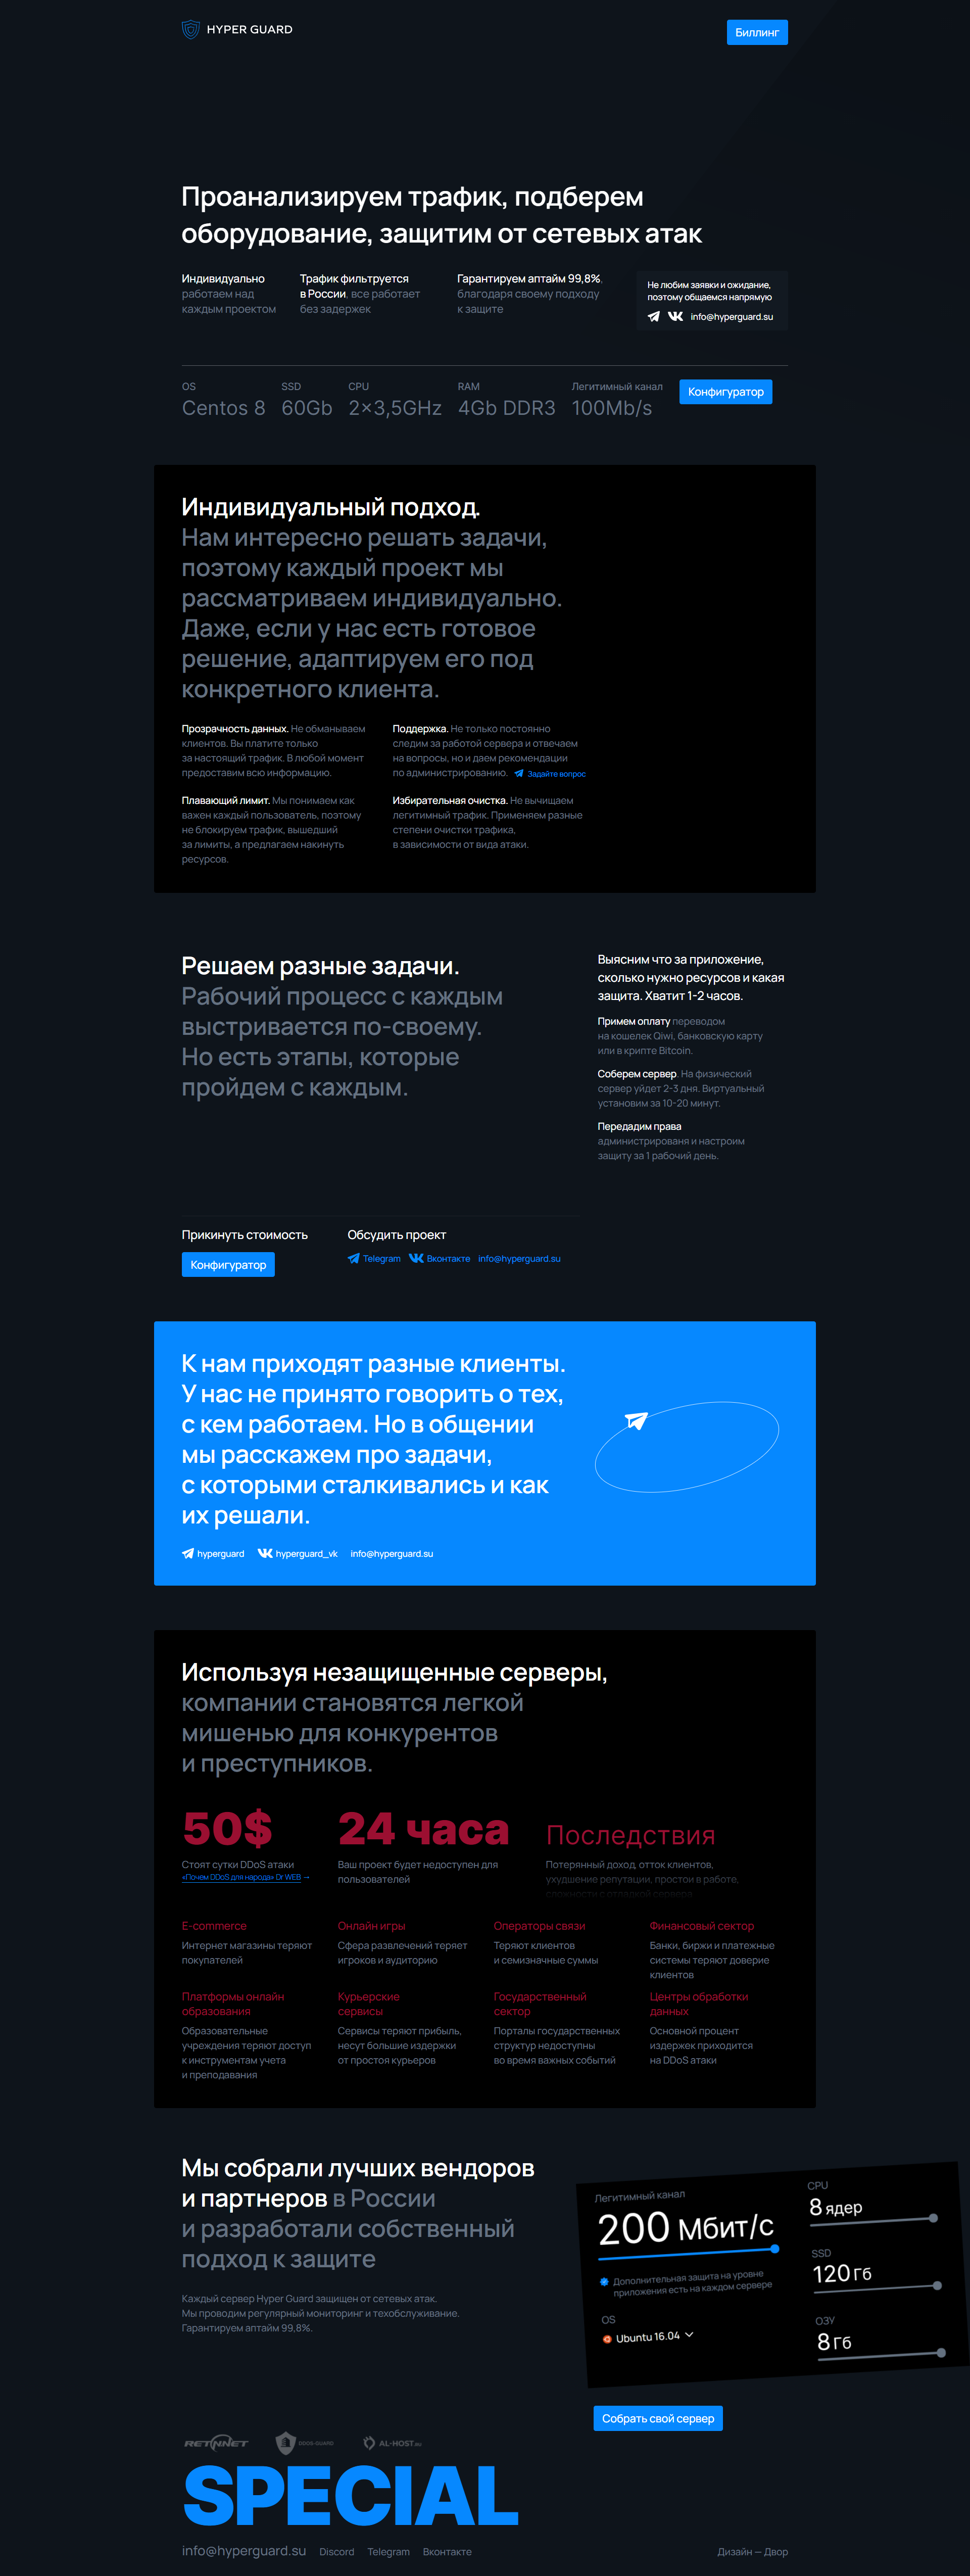 HYPER GUARD
Биллинг
Проанализируем трафик, подберем
оборудование, защитим от сетевых атак
Индивидуально
работаем над
каждым проектом
Трафик фильтруется
в России, все работает
без задержек
Гарантируем аптайм 99,8%,
благодаря своему подходу
к защите
Не любим заявки и ожидание,
поэтому общаемся напрямую
info@hyperguard.su
OS
Centos 8
SSD
60Gb
CPU
2×3,5GHz
RAM
4Gb DDR3
Легитимный канал
100Mb/s
Конфигуратор
Индивидуальный подход.
Нам интересно решать задачи,
поэтому каждый проект мы
рассматриваем индивидуально.
Даже, если у нас есть готовое
решение, адаптируем его под
конкретного клиента.
Прозрачность данных. Не обманываем
клиентов. Вы платите только
за настоящий трафик. В любой момент
предоставим всю информацию.
Поддержка. Не только постоянно
следим за работой сервера и отвечаем
на вопросы, но и даем рекомендации
по администрированию. Задайте вопрос
Плавающий лимит. Мы понимаем как
важен каждый пользователь, поэтому
не блокируем трафик, вышедший
за лимиты, а предлагаем накинуть
ресурсов.
Избирательная очистка. Не вычищаем
легитимный трафик. Применяем разные
степени очистки трафика,
в зависимости от вида атаки.
Решаем разные задачи.
Рабочий процесс с каждым
выстривается по-своему.
Но есть этапы, которые
пройдем с каждым.
Выясним что за приложение,
сколько нужно ресурсов и какая
защита. Хватит 1-2 часов.
Примем оплату переводом
на кошелек Qiwi, банковскую карту
или в крипте Bitcoin.
Соберем сервер. На физический
сервер уйдет 2-3 дня. Виртуальный
установим за 10-20 минут.
Передадим права
администрированя и настроим
защиту за 1 рабочий день.
Прикинуть стоимость
Конфигуратор
Обсудить проект
Telegram Вконтакте info@hyperguard.su
К нам приходят разные клиенты.
У нас не принято говорить о тех,
с кем работаем. Но в общении
мы расскажем про задачи,
с которыми сталкивались и как
их решали.
hyperguard hyperguard_vk info@hyperguard.su
Используя незащищенные серверы,
компании становятся легкой
мишенью для конкурентов
и преступников.
50$
Стоят сутки DDoS атаки
«Почем DDoS для народа» Dr WEB →
24 часа
Ваш проект будет недоступен для
пользователей
Последствия
Потерянный доход, отток клиентов,
ухудшение репутации, простои в работе,
сложности с отладкой сервера
E-commerce
Интернет магазины теряют
покупателей
Онлайн игры
Сфера развлечений теряет
игроков и аудиторию
Операторы связи
Теряют клиентов
и семизначные суммы
Финансовый сектор
Банки, биржи и платежные
системы теряют доверие
клиентов
Платформы онлайн
образования
Образовательные
учреждения теряют доступ
к инструментам учета
и преподавания
Курьерские
сервисы
Сервисы теряют прибыль,
несут большие издержки
от простоя курьеров
Государственный
сектор
Порталы государственных
структур недоступны
во время важных событий
Центры обработки
данных
Основной процент
издержек приходится
на DDoS атаки
Мы собрали лучших вендоров
и партнеров в России
и разработали собственный
подход к защите
Каждый сервер Hyper Guard защищен от сетевых атак.
Мы проводим регулярный мониторинг и техобслуживание.
Гарантируем аптайм 99,8%.
Легитимный канал
200 Мбит/с
Дополнительная защита на уровне
приложения есть на каждом сервере
OS
Ubuntu 16.04
CPU
8 ядер
SSD
120 Гб
ОЗУ
8 Гб
Собрать свой сервер
RETNNET
DDOS-GUARD
AL-HOST.RU
SPECIAL
info@hyperguard.su Discord Telegram Вконтакте
Дизайн — Двор